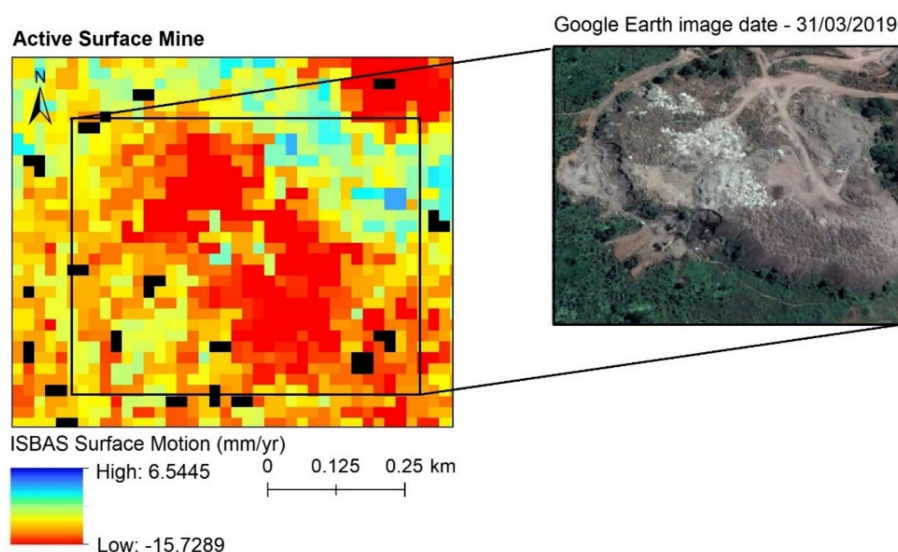 Google Earth image date - 31/03/2019
Active Surface Mine
N
ISBAS Surface Motion (mm/yr)
High: 6.5445
Low: -15.7289
0 0.125 0.25 km